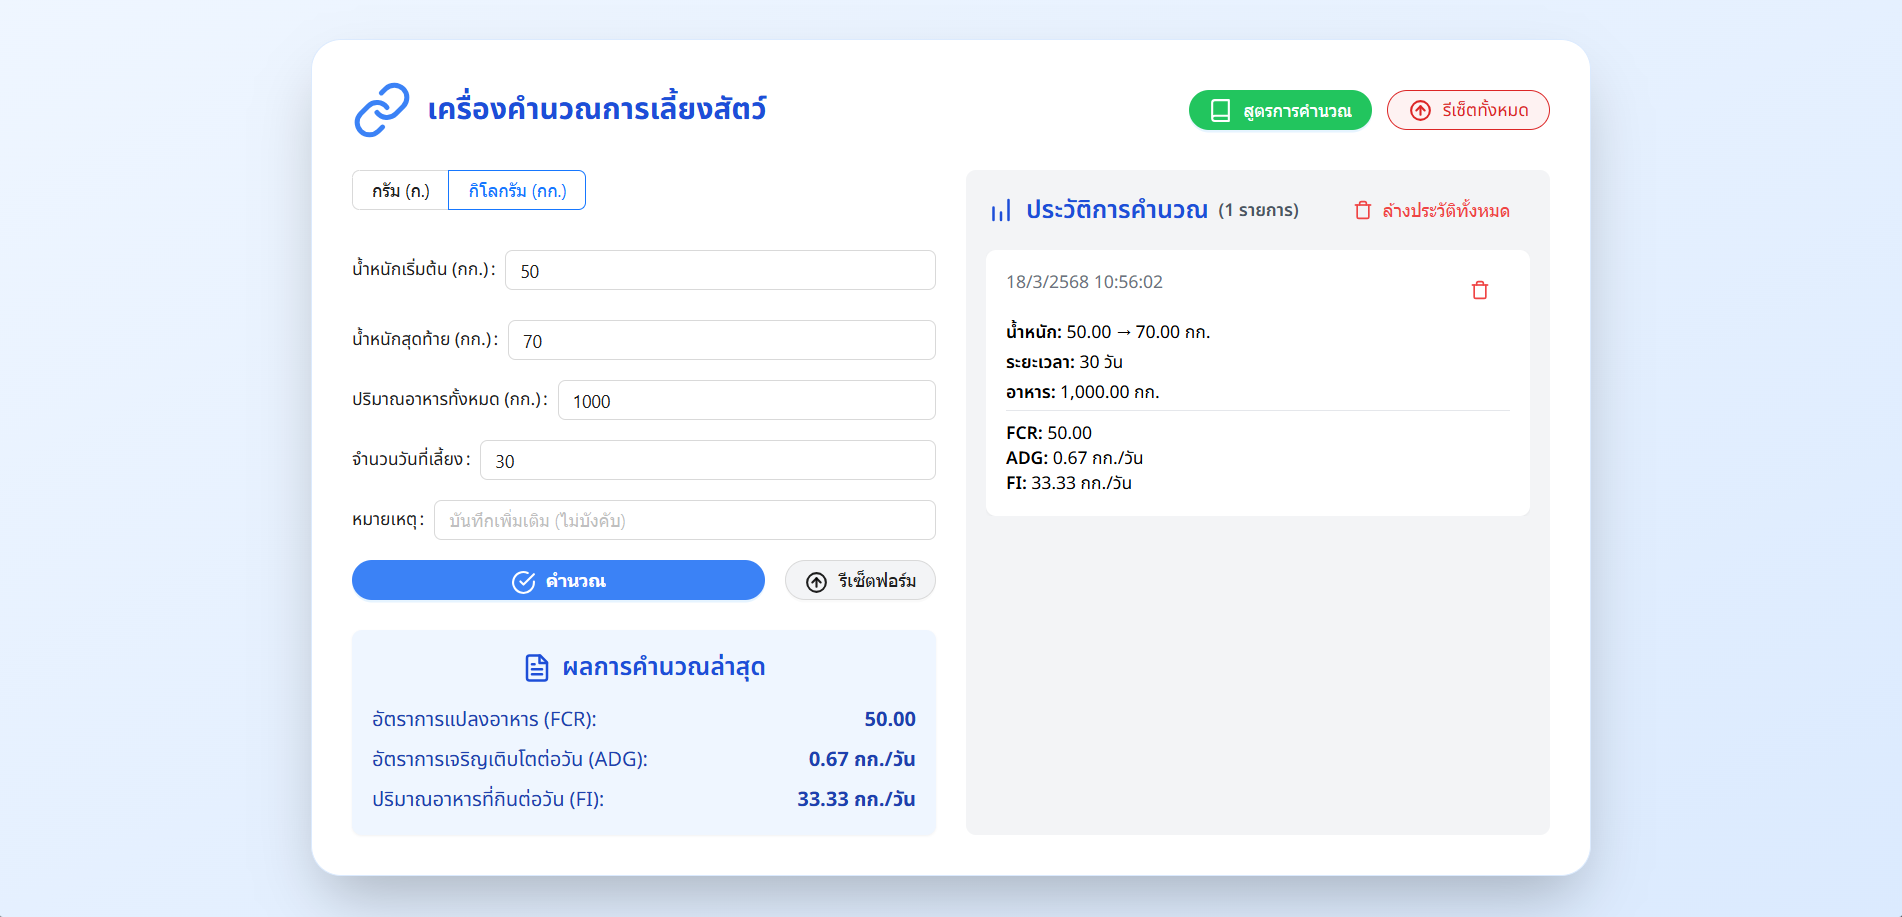 เครื่องคำนวณการเลี้ยงสัตว์
สูตรการคำนวณ
รีเซ็ตทั้งหมด
กรัม (ก.)
กิโลกรัม (กก.)
น้ำหนักเริ่มต้น (กก.): 50
น้ำหนักสุดท้าย (กก.): 70
ปริมาณอาหารทั้งหมด (กก.): 1000
จำนวนวันที่เลี้ยง: 30
หมายเหตุ: บันทึกเพิ่มเติม (ไม่บังคับ)
คำนวณ
รีเซ็ตฟอร์ม
ผลการคำนวณล่าสุด
อัตราการแปลงอาหาร (FCR): 50.00
อัตราการเจริญเติบโตต่อวัน (ADG): 0.67 กก./วัน
ปริมาณอาหารที่กินต่อวัน (FI): 33.33 กก./วัน
ประวัติการคำนวณ (1 รายการ)
ล้างประวัติทั้งหมด
18/3/2568 10:56:02
น้ำหนัก: 50.00 → 70.00 กก.
ระยะเวลา: 30 วัน
อาหาร: 1,000.00 กก.
FCR: 50.00
ADG: 0.67 กก./วัน
FI: 33.33 กก./วัน